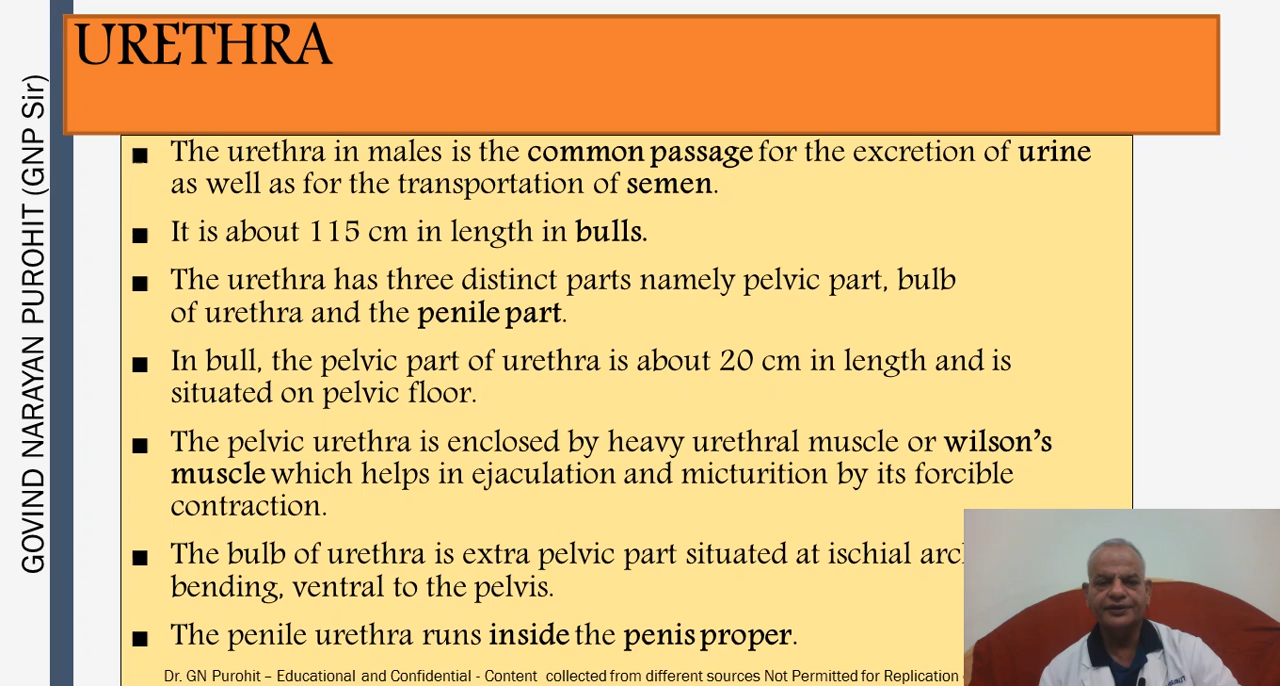 URETHRA
GOVIND NARAYAN PUROHIT (GNP Sir)
■ The urethra in males is the common passage for the excretion of urine
as well as for the transportation of semen.
■ It is about 115 cm in length in bulls.
■ The urethra has three distinct parts namely pelvic part, bulb
of urethra and the penile part.
■ In bull, the pelvic part of urethra is about 20 cm in length and is
situated on pelvic floor.
■ The pelvic urethra is enclosed by heavy urethral muscle or wilson's
muscle which helps in ejaculation and micturition by its forcible
contraction.
■ The bulb of urethra is extra pelvic part situated at ischial
bending, ventral to the pelvis.
■ The penile urethra runs inside the penis proper.
Dr. GN Purohit – Educational and Confidential - Content collected from different sources Not Permitted for Replication